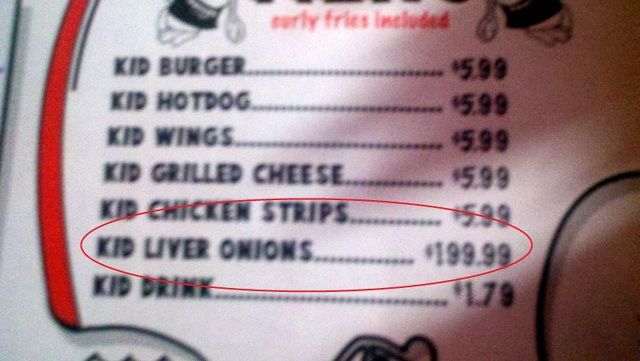 curly fries included
KID BURGER........................ $5.99
KID HOTDOG........................ $5.99
KID WINGS.......................... $5.99
KID GRILLED CHEESE............ $5.99
KID CHICKEN STRIPS........... $5.99
KID LIVER ONIONS............ $199.99
KID DRINK............................ $1.79